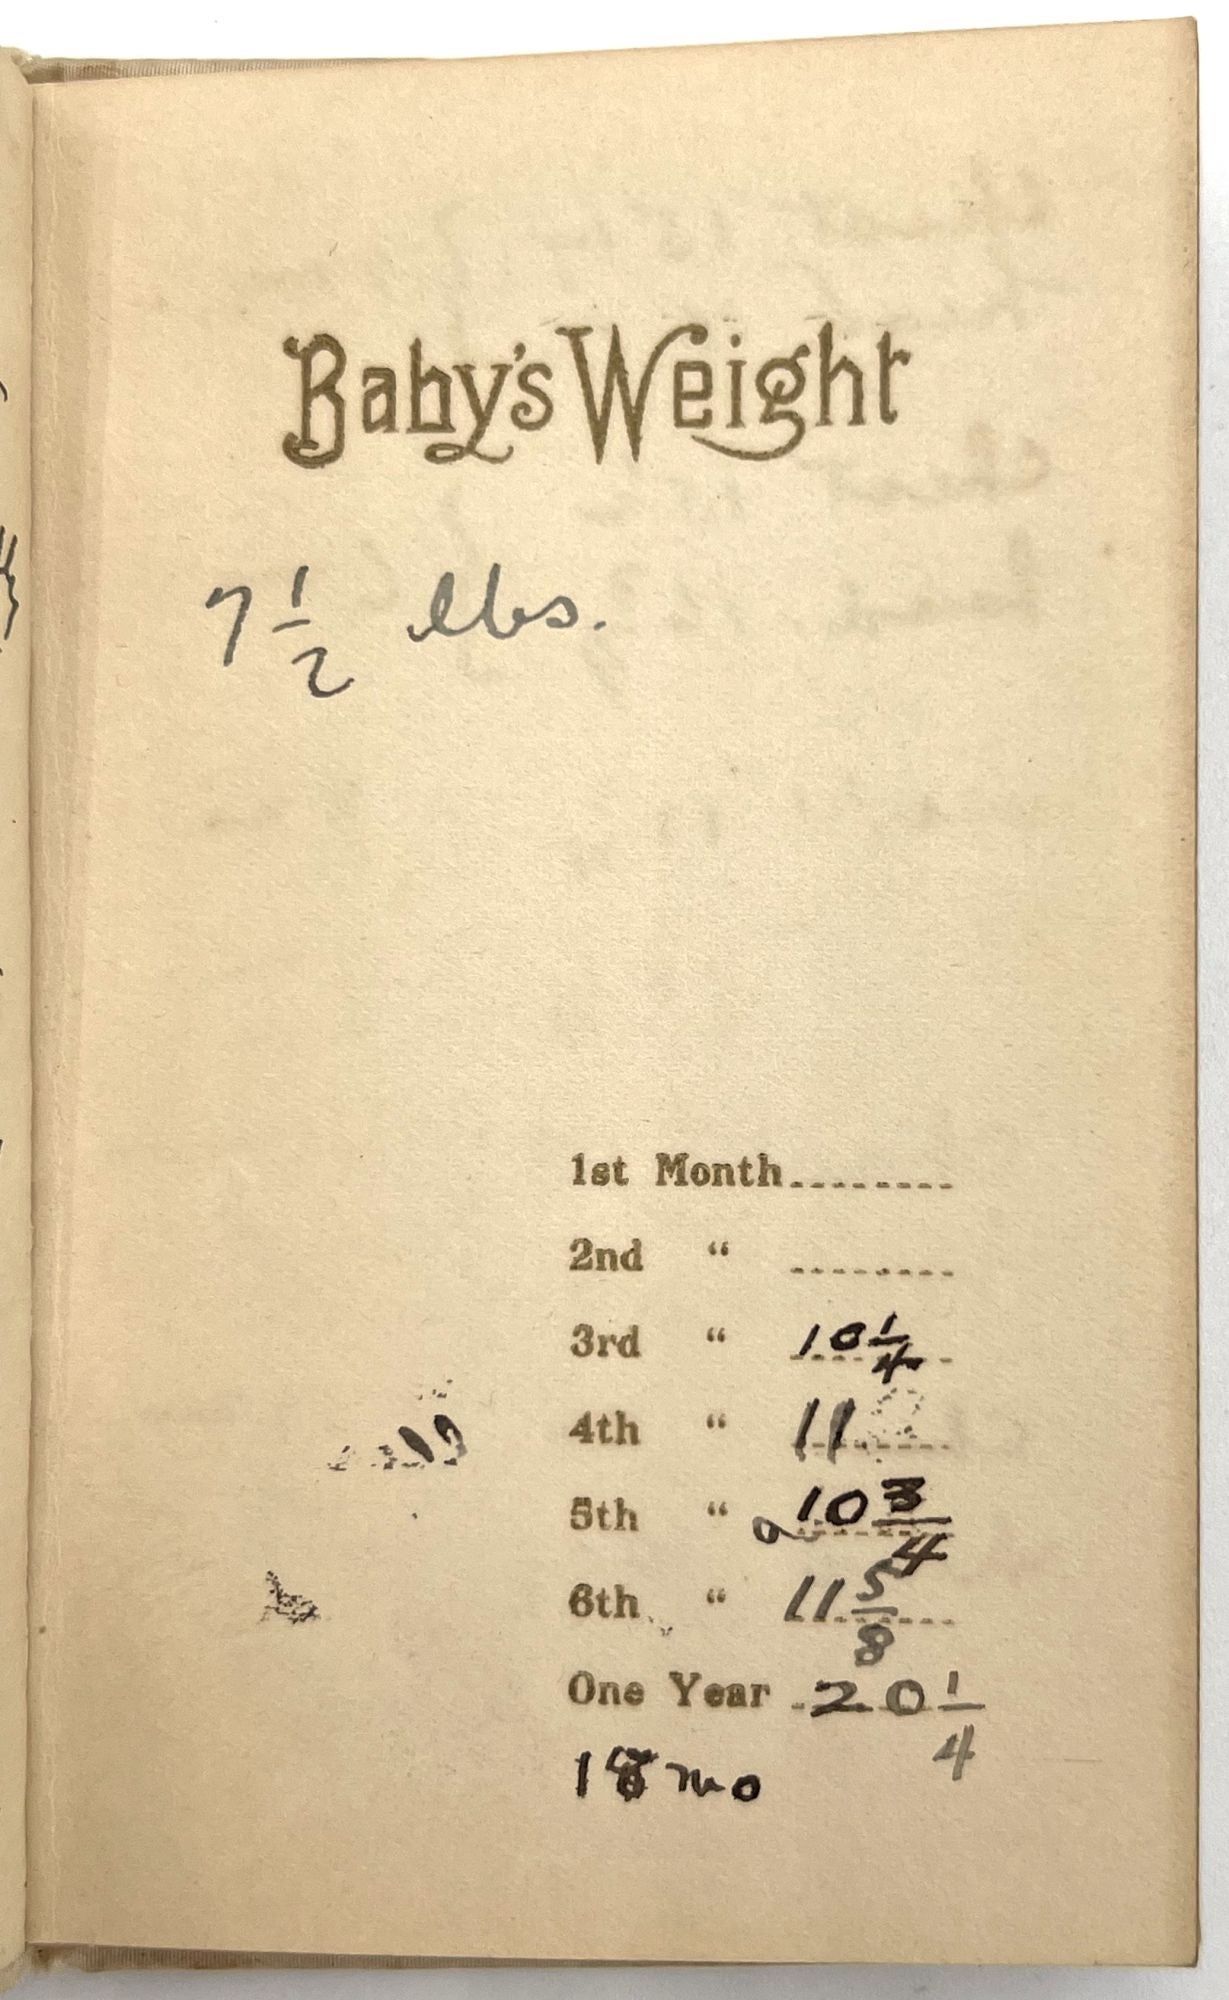 Baby's Weight
7 1/2 lbs.
1st Month.........
2nd " .........
3rd " 10 1/4
4th " 11
5th " 10 3/4
6th " 11 5/8
One Year 20 1/4
18 mo